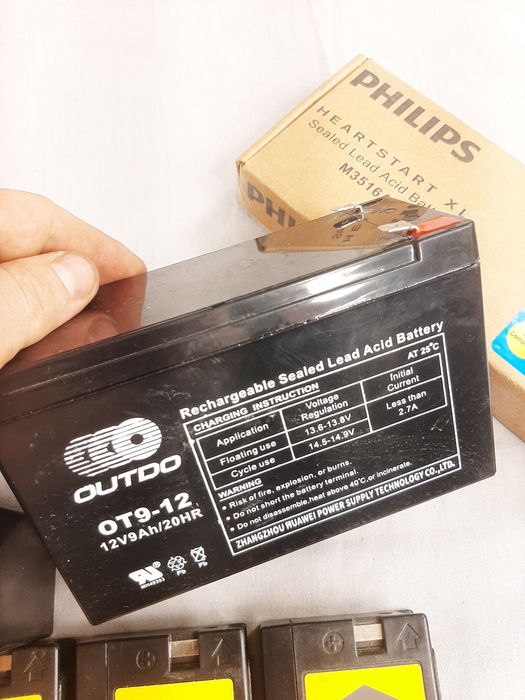 PHILIPS
HEARTSTART XL
Sealed Lead Acid
M3516
Rechargeable Sealed Lead Acid Battery
CHARGING INSTRUCTION
AT 25°C
Application
Voltage Regulation
Initial Current
Floating use
13.6-13.8V
Less than 2.7A
Cycle use
14.5-14.9V
WARNING
• Risk of fire, explosion, or burns.
• Do not short the battery terminal.
• Do not disassemble,heat above 40°C,or incinerate.
ZHANGZHOU HUAWEI POWER SUPPLY TECHNOLOGY CO.,LTD.
OUTDO
OT9-12
12V9Ah/20HR
MH49393
Pb
Pb